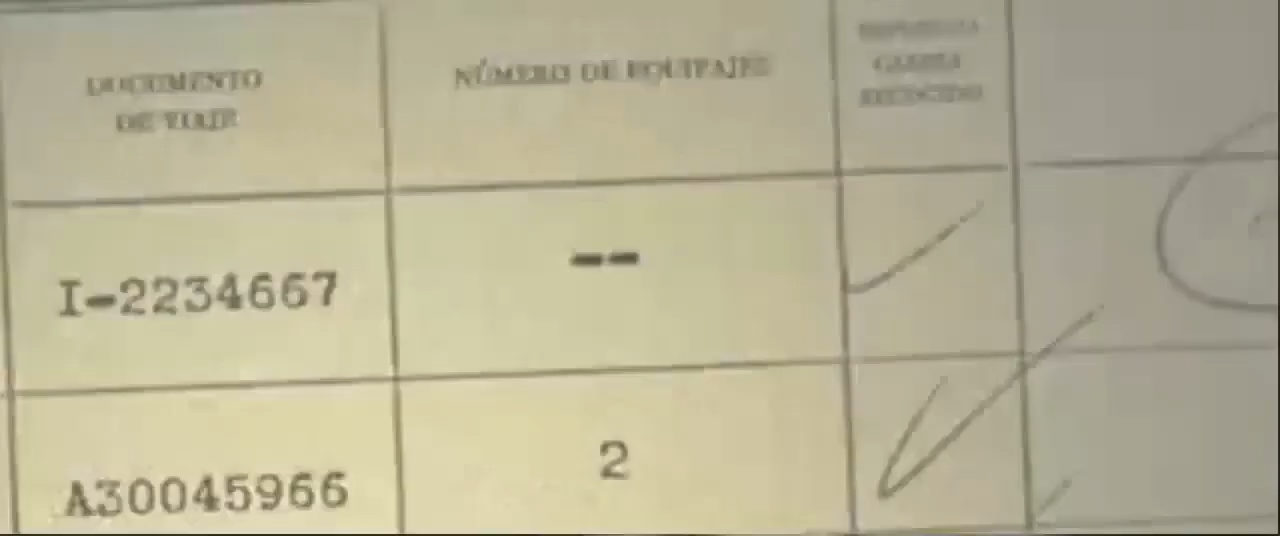 DOCUMENTO
DE VIAJE
NÚMERO DE EQUIPAJE
I-2234667
--
A30045966
2